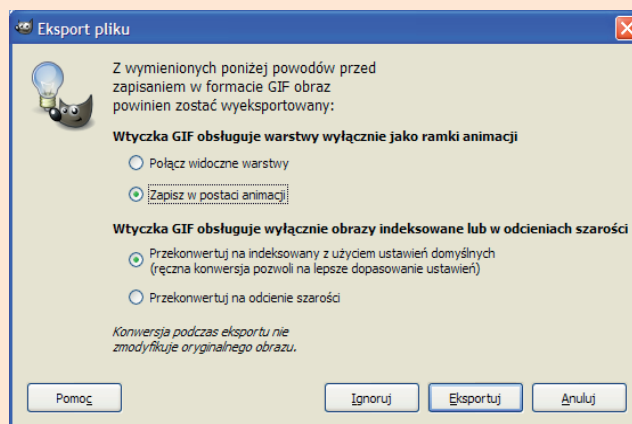 Eksport pliku
Z wymienionych poniżej powodów przed
zapisaniem w formacie GIF obraz
powinien zostać wyeksportowany:
Wtyczka GIF obsługuje warstwy wyłącznie jako ramki animacji
Połącz widoczne warstwy
Zapisz w postaci animacji
Wtyczka GIF obsługuje wyłącznie obrazy indeksowane lub w odcieniach szarości
Przekonwertuj na indeksowany z użyciem ustawień domyślnych
(ręczna konwersja pozwoli na lepsze dopasowanie ustawień)
Przekonwertuj na odcienie szarości
Konwersja podczas eksportu nie
zmodyfikuje oryginalnego obrazu.
Pomoc Ignoruj Eksportuj Anuluj